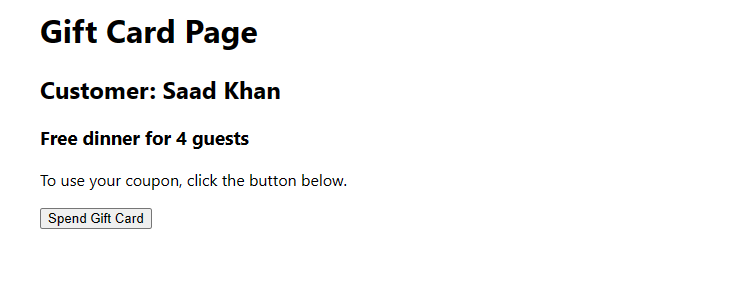 Gift Card Page
Customer: Saad Khan
Free dinner for 4 guests
To use your coupon, click the button below.
Spend Gift Card